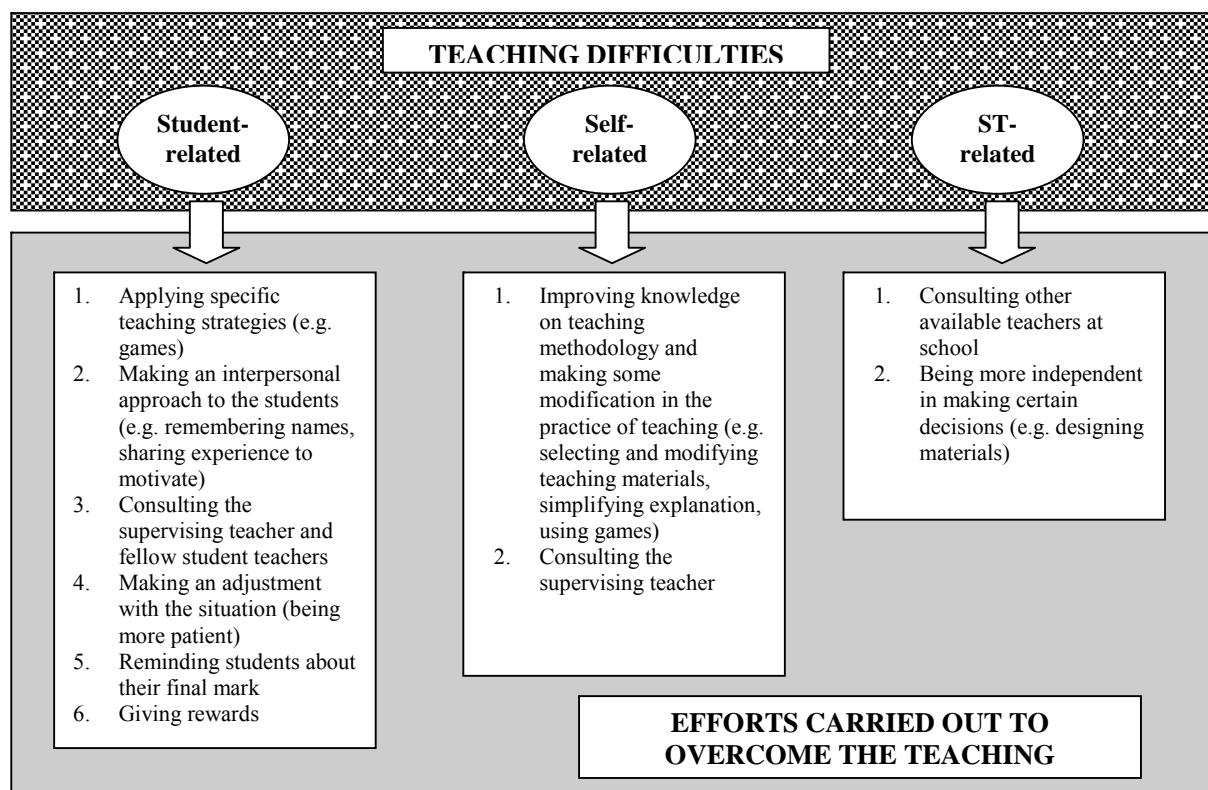 TEACHING DIFFICULTIES
Student-
related
Self-
related
ST-
related
1. Applying specific
teaching strategies (e.g.
games)
2. Making an interpersonal
approach to the students
(e.g. remembering names,
sharing experience to
motivate)
3. Consulting the
supervising teacher and
fellow student teachers
4. Making an adjustment
with the situation (being
more patient)
5. Reminding students about
their final mark
6. Giving rewards
1. Improving knowledge
on teaching
methodology and
making some
modification in the
practice of teaching (e.g.
selecting and modifying
teaching materials,
simplifying explanation,
using games)
2. Consulting the
supervising teacher
1. Consulting other
available teachers at
school
2. Being more independent
in making certain
decisions (e.g. designing
materials)
EFFORTS CARRIED OUT TO
OVERCOME THE TEACHING